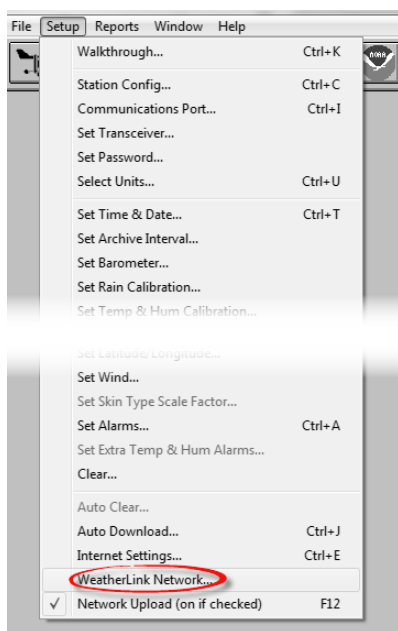 File Setup Reports Window Help
NOAA
Walkthrough... Ctrl+K
Station Config... Ctrl+C
Communications Port... Ctrl+I
Set Transceiver...
Set Password...
Select Units... Ctrl+U
Set Time & Date... Ctrl+T
Set Archive Interval...
Set Barometer...
Set Rain Calibration...
Set Temp & Hum Calibration...
Set Latitude/Longitude...
Set Wind...
Set Skin Type Scale Factor...
Set Alarms... Ctrl+A
Set Extra Temp & Hum Alarms...
Clear...
Auto Clear...
Auto Download... Ctrl+J
Internet Settings... Ctrl+E
WeatherLink Network...
Network Upload (on if checked) F12